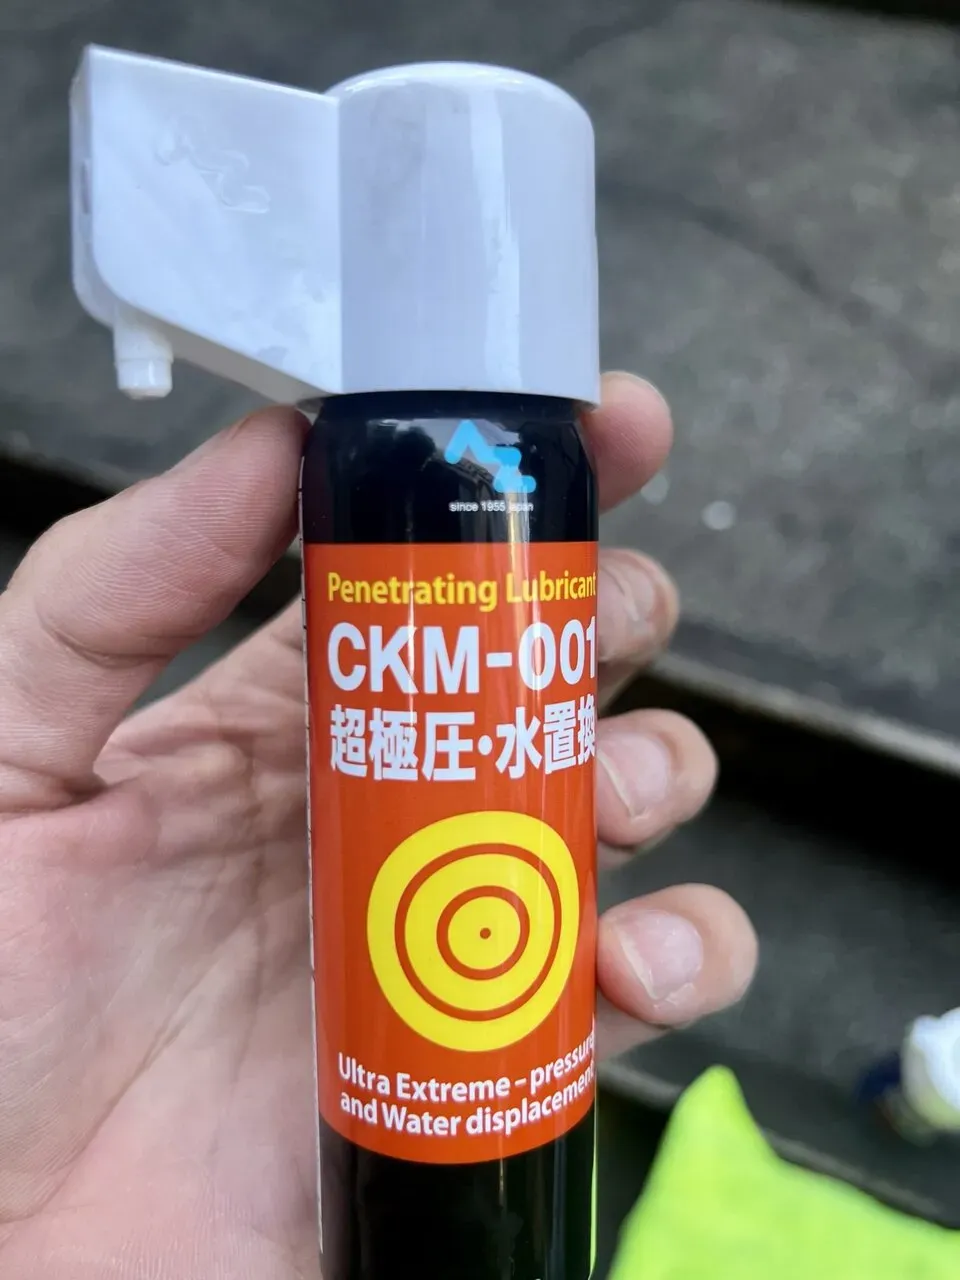 AZ
since 1955 Japan
Penetrating Lubricant
CKM-001
超極圧・水置換
Ultra Extreme-pressure
and Water displacement